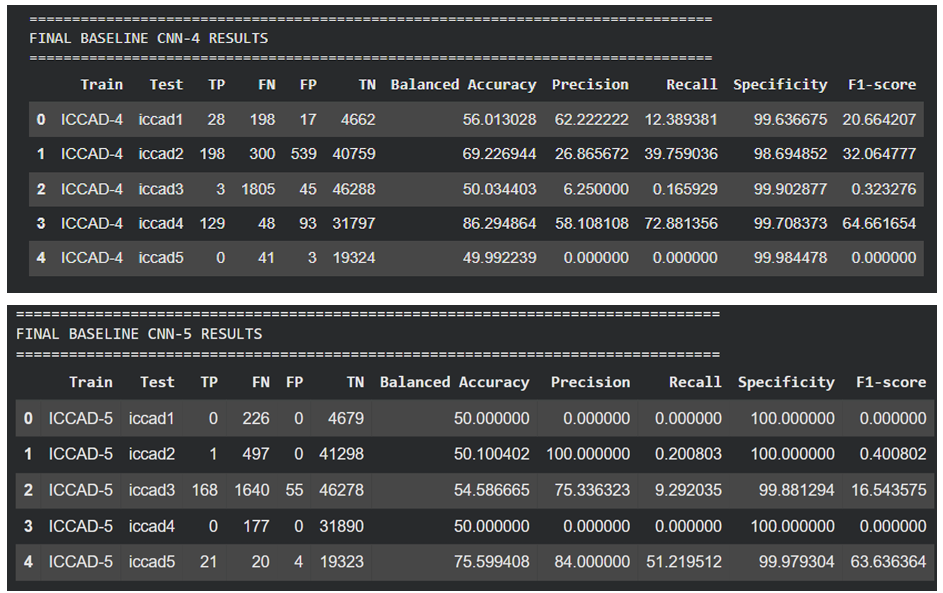 ================================================================================
FINAL BASELINE CNN-4 RESULTS
================================================================================
Train Test TP FN FP TN Balanced Accuracy Precision Recall Specificity F1-score
0 ICCAD-4 iccad1 28 198 17 4662 56.013028 62.222222 12.389381 99.636675 20.664207
1 ICCAD-4 iccad2 198 300 539 40759 69.226944 26.865672 39.759036 98.694852 32.064777
2 ICCAD-4 iccad3 3 1805 45 46288 50.034403 6.250000 0.165929 99.902877 0.323276
3 ICCAD-4 iccad4 129 48 93 31797 86.294864 58.108108 72.881356 99.708373 64.661654
4 ICCAD-4 iccad5 0 41 3 19324 49.992239 0.000000 0.000000 99.984478 0.000000
================================================================================
FINAL BASELINE CNN-5 RESULTS
================================================================================
Train Test TP FN FP TN Balanced Accuracy Precision Recall Specificity F1-score
0 ICCAD-5 iccad1 0 226 0 4679 50.000000 0.000000 0.000000 100.000000 0.000000
1 ICCAD-5 iccad2 1 497 0 41298 50.100402 100.000000 0.200803 100.000000 0.400802
2 ICCAD-5 iccad3 168 1640 55 46278 54.586665 75.336323 9.292035 99.881294 16.543575
3 ICCAD-5 iccad4 0 177 0 31890 50.000000 0.000000 0.000000 100.000000 0.000000
4 ICCAD-5 iccad5 21 20 4 19323 75.599408 84.000000 51.219512 99.979304 63.636364